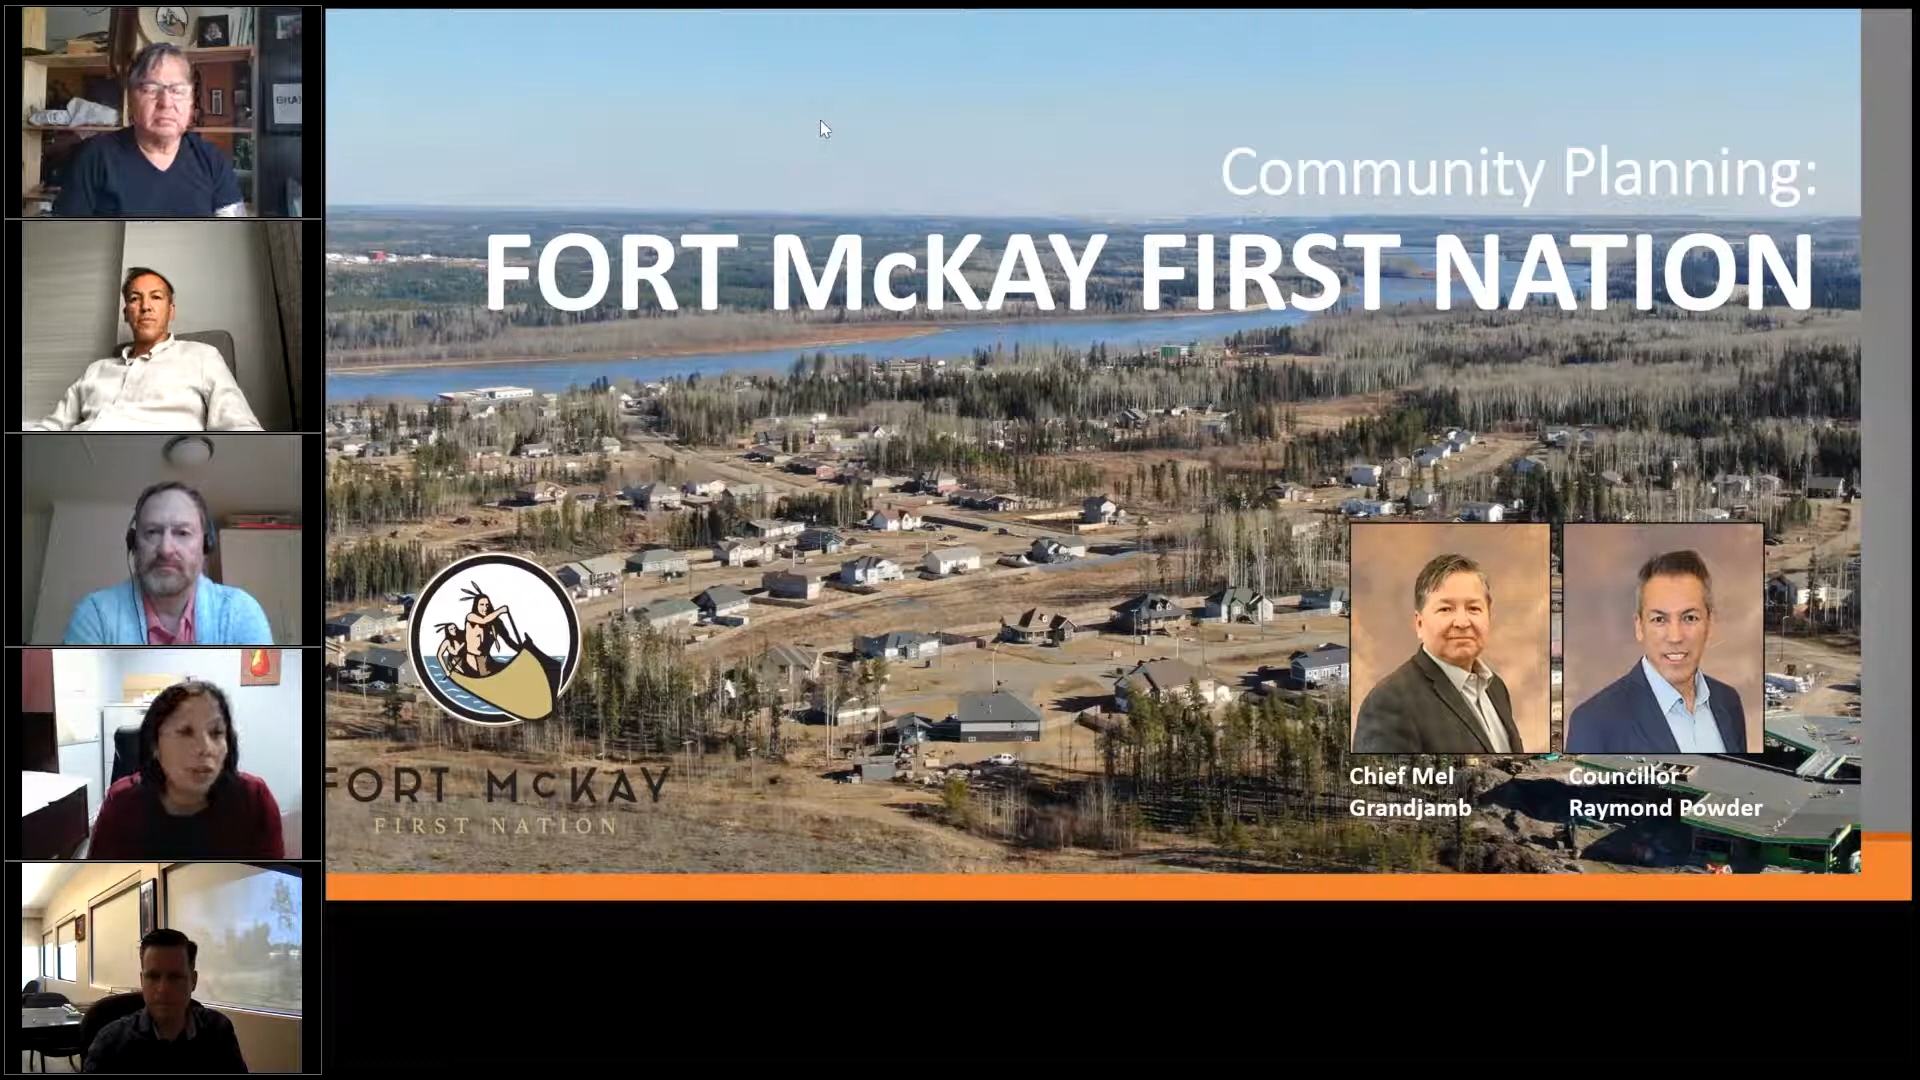 Community Planning:
FORT McKAY FIRST NATION
FORT McKAY
FIRST NATION
Chief Mel
Grandjamb
Councillor
Raymond Powder